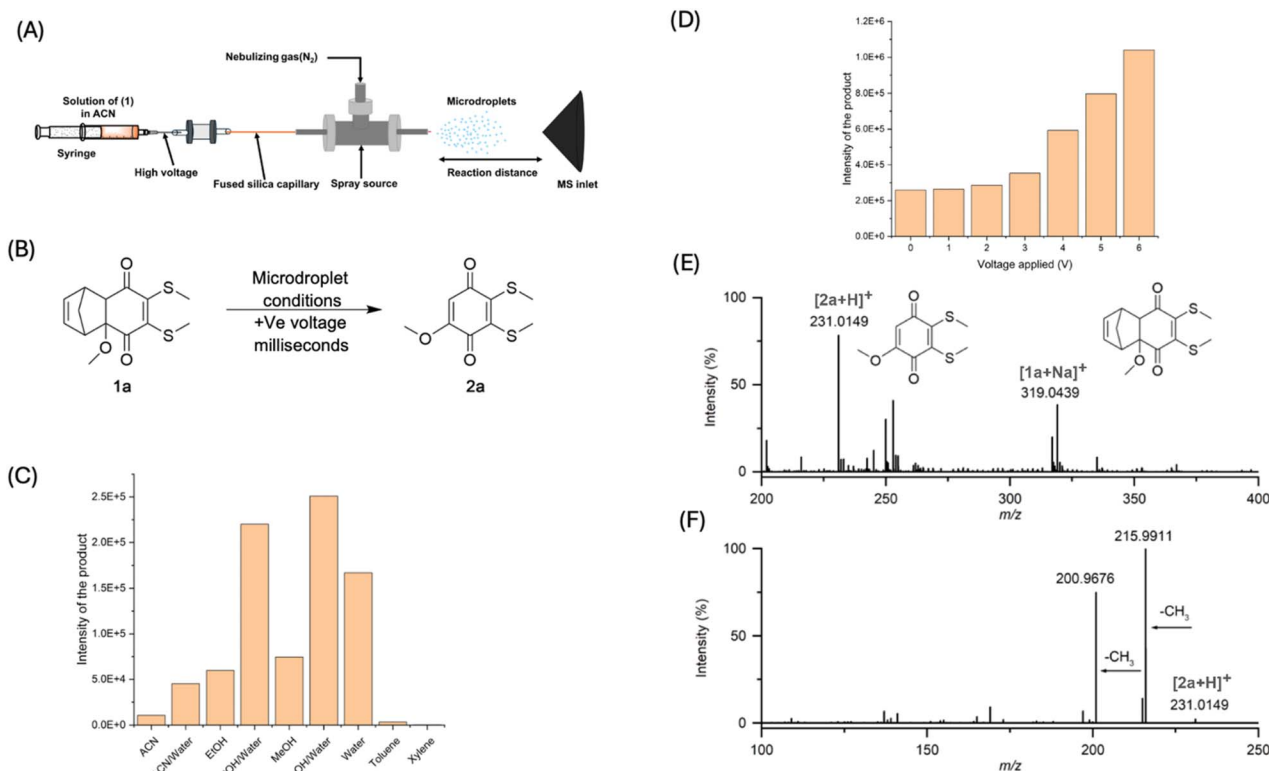 (A)
Nebulizing gas(N₂)
Solution of (1)
in ACN
Microdroplets
Syringe
High voltage
Fused silica capillary
Spray source
Reaction distance
MS inlet
(B)
O
S
S
O
O
1a
Microdroplet
conditions
+Ve voltage
milliseconds
O
S
O
S
O
2a
(C)
Intensity of the product
2.5E+5
2.0E+5
1.5E+5
1.0E+5
5.0E+4
0.0E+0
ACN
CN/Water
EtOH
OH/Water
MeOH
OH/Water
Water
Toluene
Xylene
(D)
Intensity of the product
1.2E+6
1.0E+6
8.0E+5
6.0E+5
4.0E+5
2.0E+5
0.0E+0
0 1 2 3 4 5 6
Voltage applied (V)
(E)
Intensity (%)
100
50
0
[2a+H]⁺
231.0149
O
S
O
S
O
[1a+Na]⁺
319.0439
O
S
S
O
O
200 250 300 350 400
m/z
(F)
Intensity (%)
100
50
0
215.9911
200.9676
-CH₃
-CH₃
[2a+H]⁺
231.0149
100 150 200 250
m/z